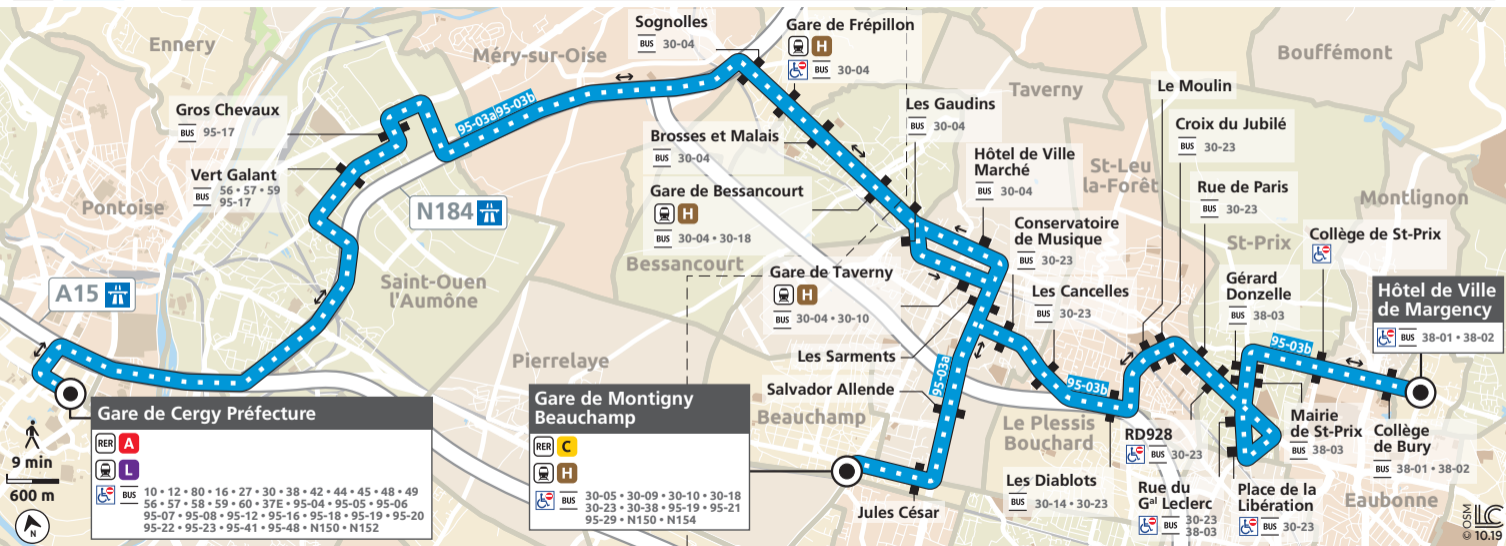 Ennery
Méry-sur-Oise
Sognolles
BUS 30-04
Gare de Frépillon
H
BUS 30-04
Bouffémont
Taverny
Gros Chevaux
BUS 95-17
95-03a 95-03b
Vert Galant
BUS 56 • 57 • 59
95-17
Pontoise
N184
A15
Saint-Ouen
l'Aumône
Brosses et Malais
BUS 30-04
Gare de Bessancourt
H
BUS 30-04 • 30-18
Bessancourt
Les Gaudins
BUS 30-04
Hôtel de Ville
Marché
BUS 30-04
Conservatoire
de Musique
BUS 30-23
Gare de Taverny
H
BUS 30-04 • 30-10
Les Cancelles
BUS 30-23
Les Sarments
Salvador Allende
95-03a
95-03b
St-Leu
la-Forêt
Le Moulin
Croix du Jubilé
BUS 30-23
Rue de Paris
BUS 30-23
Montlignon
St-Prix
Collège de St-Prix
Gérard
Donzelle
BUS 38-03
Hôtel de Ville
de Margency
BUS 38-01 • 38-02
95-03b
Pierrelaye
Beauchamp
Le Plessis
Bouchard
Gare de Cergy Préfecture
RER A
L
BUS 10 • 12 • 80 • 16 • 27 • 30 • 38 • 42 • 44 • 45 • 48 • 49
56 • 57 • 58 • 59 • 60 • 37E • 95-04 • 95-05 • 95-06
95-07 • 95-08 • 95-12 • 95-16 • 95-18 • 95-19 • 95-20
95-22 • 95-23 • 95-41 • 95-48 • N150 • N152
9 min
600 m
N
Gare de Montigny
Beauchamp
RER C
H
BUS 30-05 • 30-09 • 30-10 • 30-18
30-23 • 30-38 • 95-19 • 95-21
95-29 • N150 • N154
Jules César
Les Diablots
BUS 30-14 • 30-23
RD928
BUS 30-23
Rue du
Gal Leclerc
BUS 30-23
38-03
Place de la
Libération
BUS 30-23
Mairie
de St-Prix
BUS 38-03
Collège
de Bury
BUS 38-01 • 38-02
Eaubonne
© OSM
LC
10.19